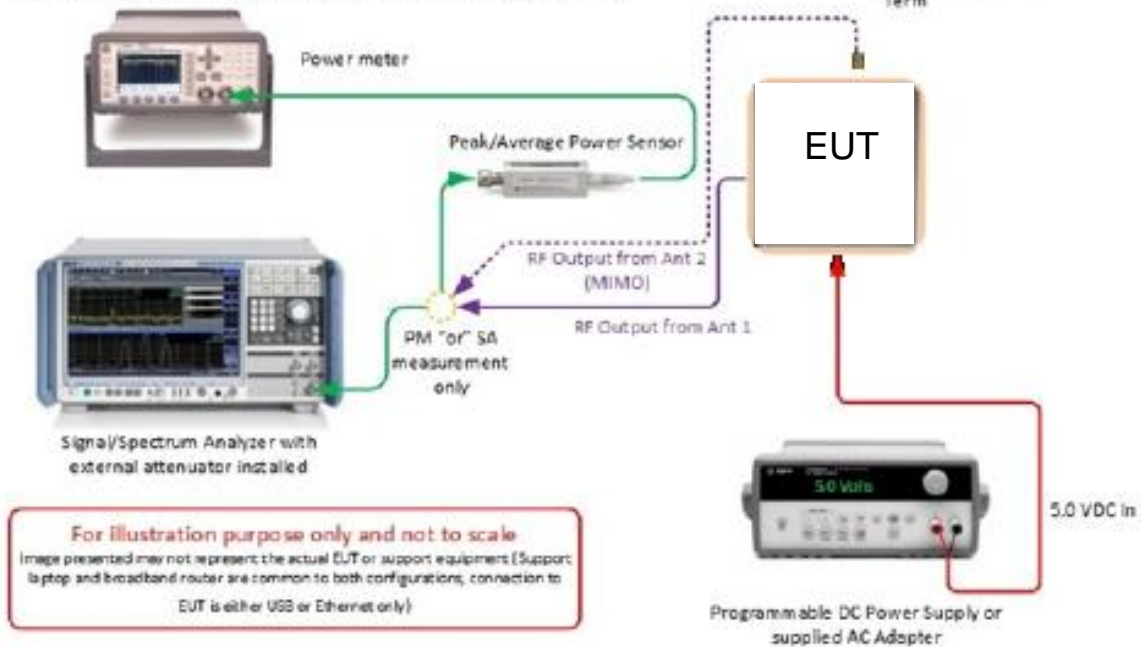 Term
Power meter
Peak/Average Power Sensor
EUT
RF Output from Ant 2
(MIMO)
RF Output from Ant 1
PM "or" SA
measurement
only
Signal/Spectrum Analyzer with
external attenuator installed
5.0 Volts
5.0 VDC In
For illustration purpose only and not to scale
Image presented may not represent the actual EUT or support equipment (Support
laptop and broadband router are common to both configurations, connection to
EUT is either USB or Ethernet only)
Programmable DC Power Supply or
supplied AC Adapter